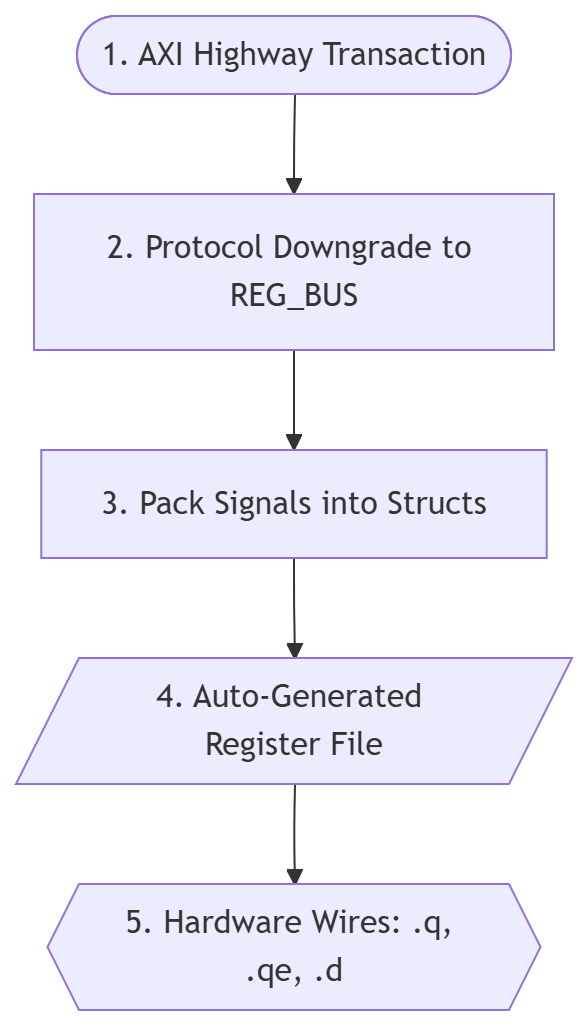 1. AXI Highway Transaction
2. Protocol Downgrade to
REG_BUS
3. Pack Signals into Structs
4. Auto-Generated
Register File
5. Hardware Wires: .q,
.qe, .d